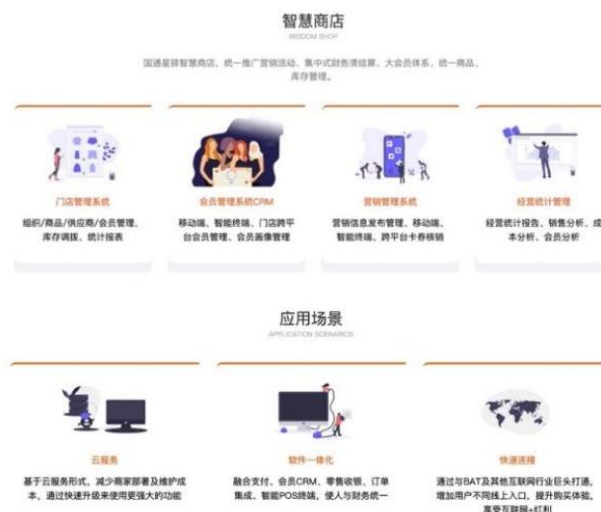 智慧商店
WISDOM SHOP
国通星驿智慧商店，统一推广营销活动、集中式财务清结算、大会员体系、统一商品、
库存管理。
门店管理系统
组织/商品/供应商/会员管理、
库存调拨、统计报表
会员管理系统CRM
移动端、智能终端、门店跨平
台会员管理、会员画像管理
营销管理系统
营销信息发布管理、移动端、
智能终端、跨平台卡券核销
经营统计管理
经营统计报告、销售分析、成
本分析、会员分析
应用场景
APPLICATION SCENARIOS
云服务
基于云服务形式，减少商家部署及维护成
本，通过快速升级来使用更强大的功能
软件一体化
融合支付、会员CRM、零售收银、订单
集成、智能POS终端，使人与财务统一
快速连接
通过与BAT及其他互联网行业巨头打通，
增加用户不同线上入口，提升购买体验，
享受互联网+红利